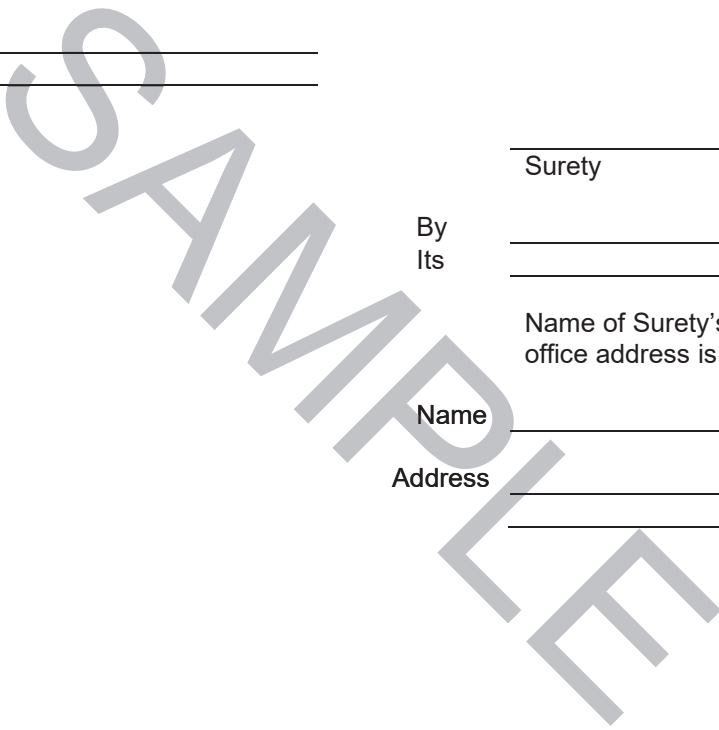 SAMPLE
Surety
By
Its
Name of Surety's
office address is
Name
Address